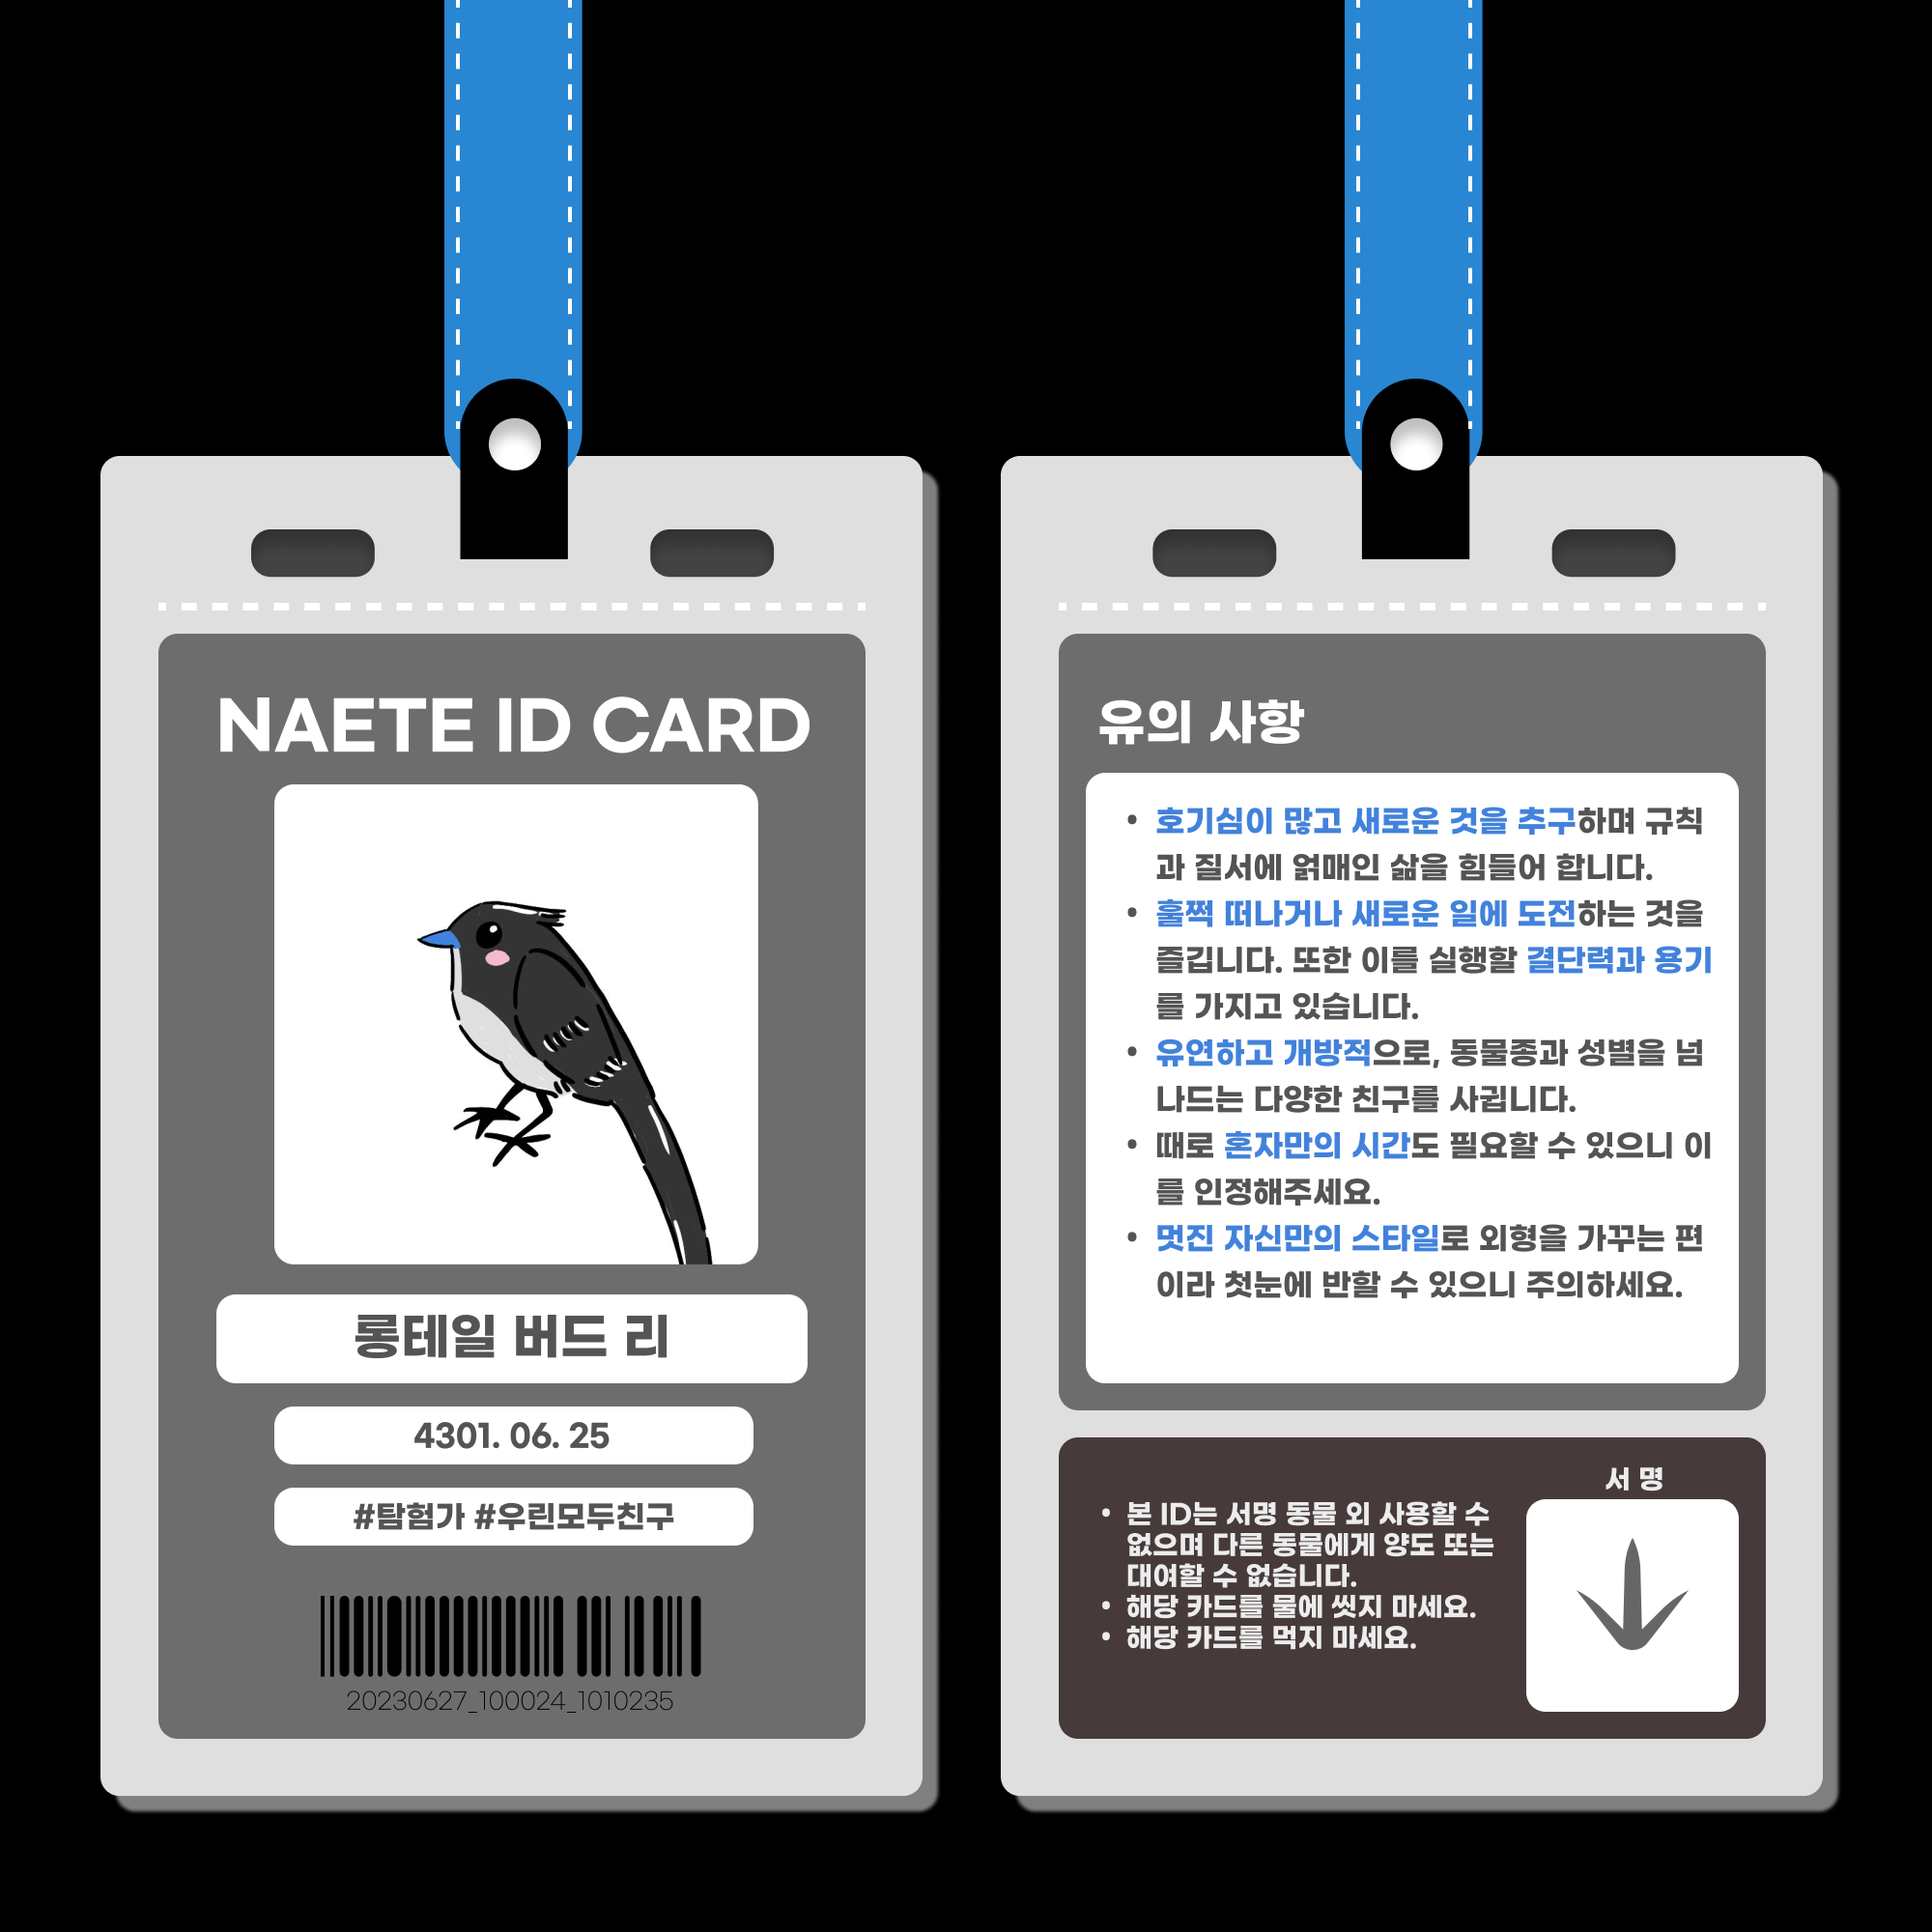 NAETE ID CARD
롱테일 버드 리
4301. 06. 25
#탐험가 #우린모두친구
20230627_100024_1010235
유의 사항
• 호기심이 많고 새로운 것을 추구하며 규칙
과 질서에 얽매인 삶을 힘들어 합니다.
• 훌쩍 떠나거나 새로운 일에 도전하는 것을
즐깁니다. 또한 이를 실행할 결단력과 용기
를 가지고 있습니다.
• 유연하고 개방적으로, 동물종과 성별을 넘
나드는 다양한 친구를 사귑니다.
• 때로 혼자만의 시간도 필요할 수 있으니 이
를 인정해주세요.
• 멋진 자신만의 스타일로 외형을 가꾸는 편
이라 첫눈에 반할 수 있으니 주의하세요.
서 명
• 본 ID는 서명 동물 외 사용할 수
없으며 다른 동물에게 양도 또는
대여할 수 없습니다.
• 해당 카드를 물에 씻지 마세요.
• 해당 카드를 먹지 마세요.